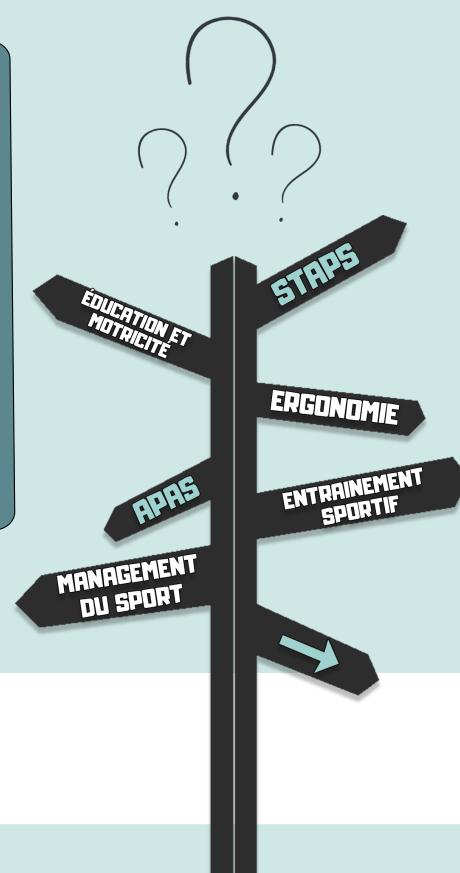 ? ? ?
STAPS
ÉDUCATION ET
MOTRICITÉ
ERGONOMIE
APAS
ENTRAINEMENT
SPORTIF
MANAGEMENT
DU SPORT